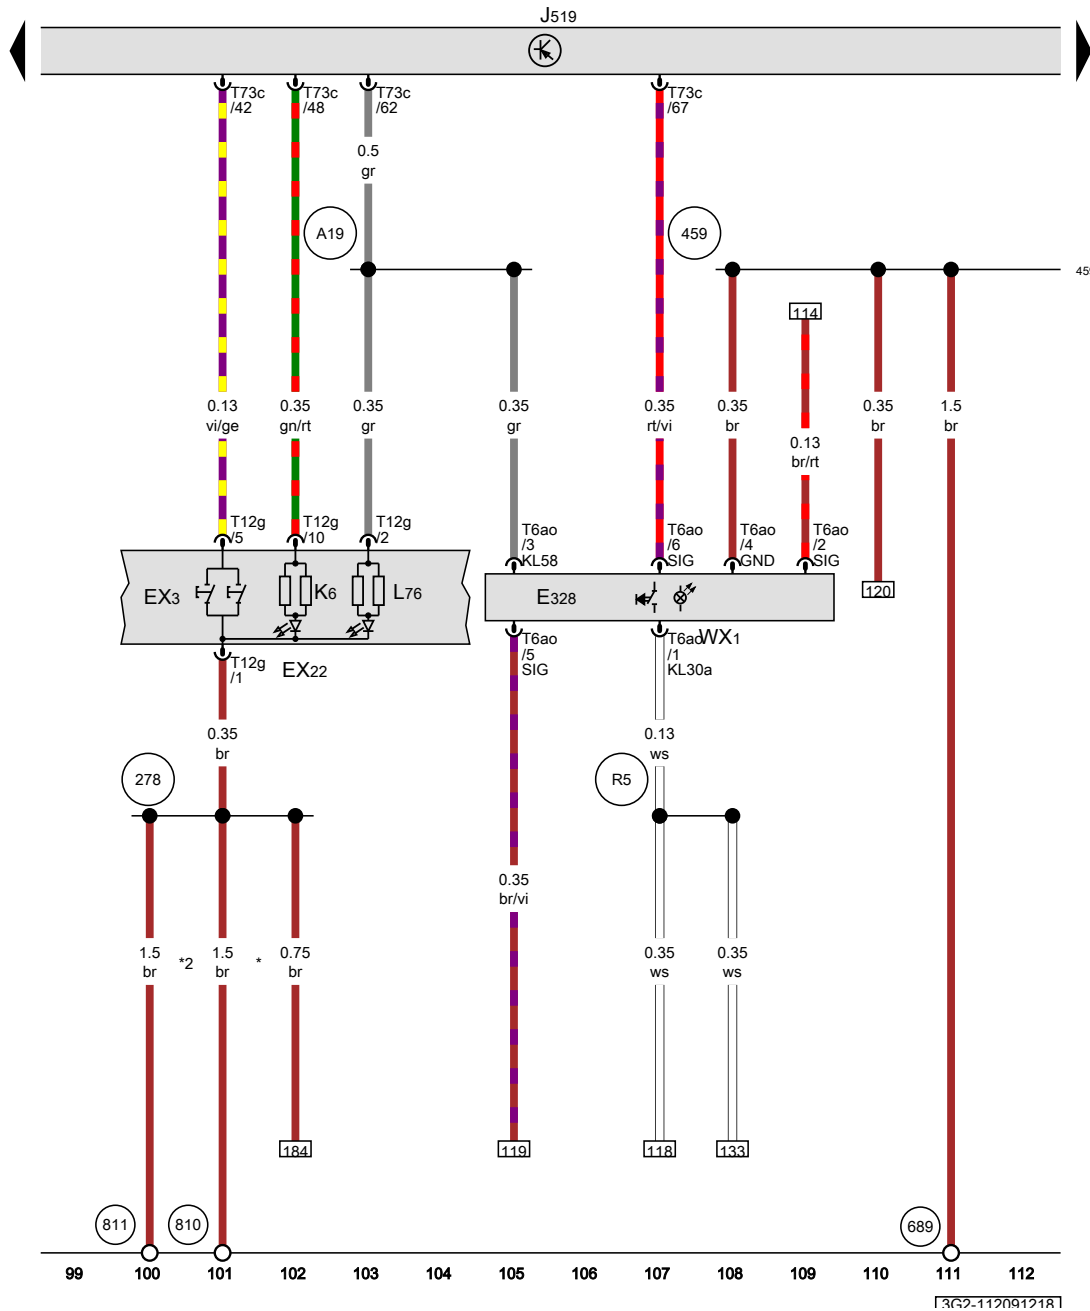 J519
T73c
/42
T73c
/48
T73c
/62
T73c
/67
0.5
gr
A19
459
114
0.13
vi/ge
0.35
gn/rt
0.35
gr
0.35
gr
0.35
rt/vi
0.35
br
0.13
br/rt
0.35
br
1.5
br
T12g
/5
T12g
/10
T12g
/2
T6ao
/3
KL58
T6ao
/6
SIG
T6ao
/4
GND
T6ao
/2
SIG
120
EX3
K6
L76
E328
T12g
/1
EX22
T6ao
/5
SIG
T6ao
/1
KL30a
WX1
0.35
br
0.13
ws
278
R5
0.35
br/vi
1.5
br
*2
1.5
br
*
0.75
br
0.35
ws
0.35
ws
184
119
118
133
811
810
689
99 100 101 102 103 104 105 106 107 108 109 110 111 112
3G2-112091218